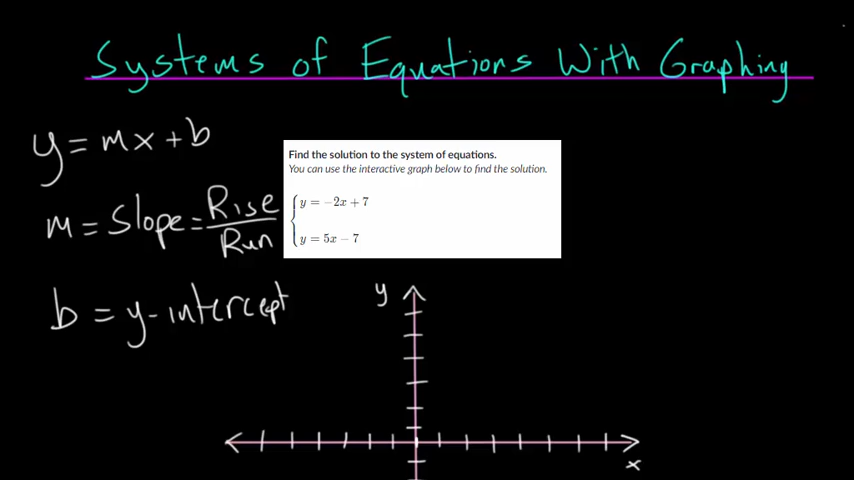 Systems of Equations With Graphing
y = mx + b
m = Slope = Rise/Run
b = y-intercept
Find the solution to the system of equations.
You can use the interactive graph below to find the solution.
y = −2x + 7
y = 5x − 7
y
x